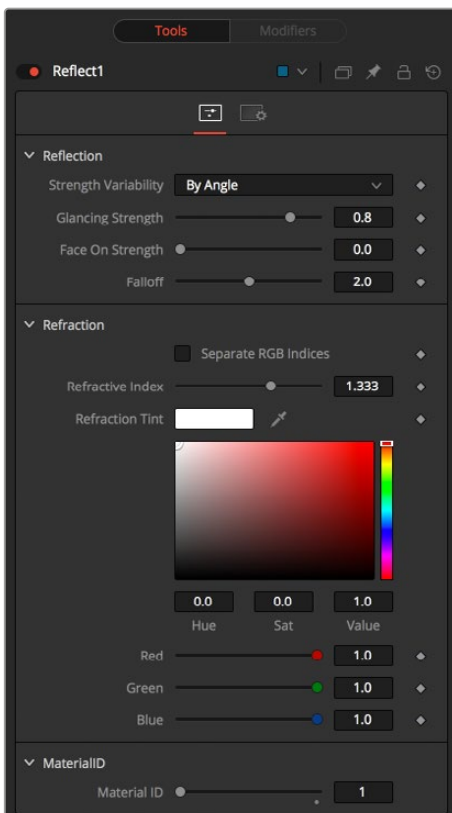 Tools Modifiers
Reflect1
Reflection
Strength Variability By Angle
Glancing Strength 0.8
Face On Strength 0.0
Falloff 2.0
Refraction
Separate RGB Indices
Refractive Index 1.333
Refraction Tint
0.0 0.0 1.0
Hue Sat Value
Red 1.0
Green 1.0
Blue 1.0
MaterialID
Material ID 1